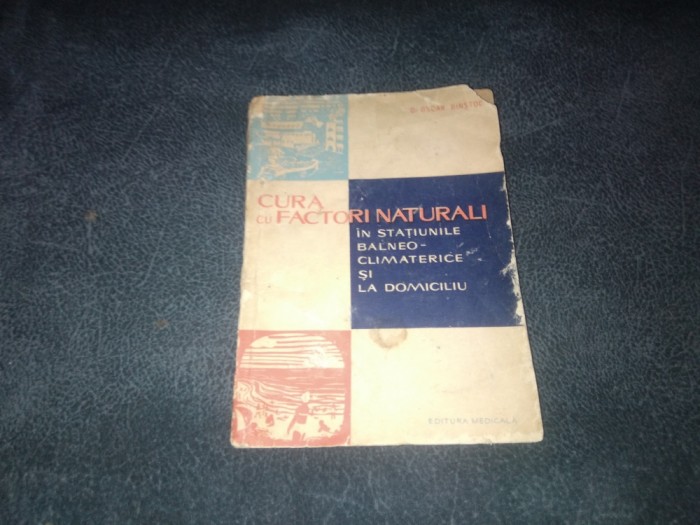 CURA
CU FACTORI NATURALI
ÎN STAȚIUNILE
BALNEO-
CLIMATERICE
ȘI
LA DOMICILIU
EDITURA MEDICALĂ